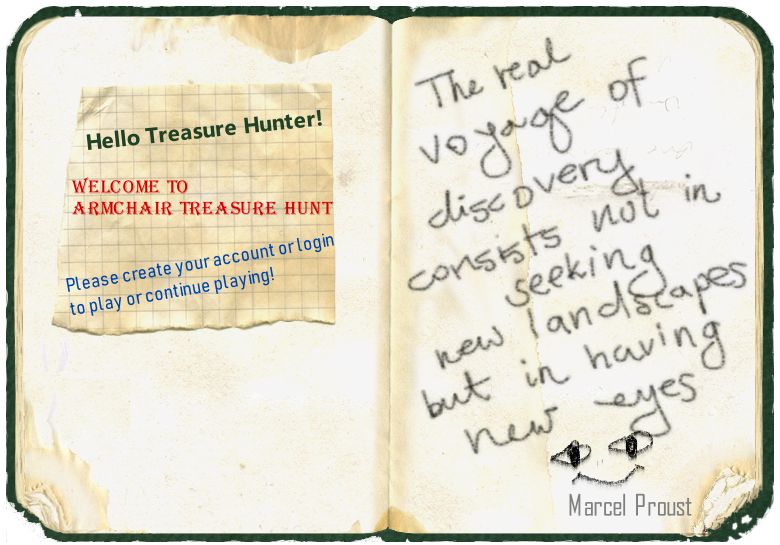 Hello Treasure Hunter!
WELCOME TO
ARMCHAIR TREASURE HUNT
Please create your account or login
to play or continue playing!
The real
voyage of
discovery
consists not in
seeking
new landscapes
but in having
new eyes
Marcel Proust